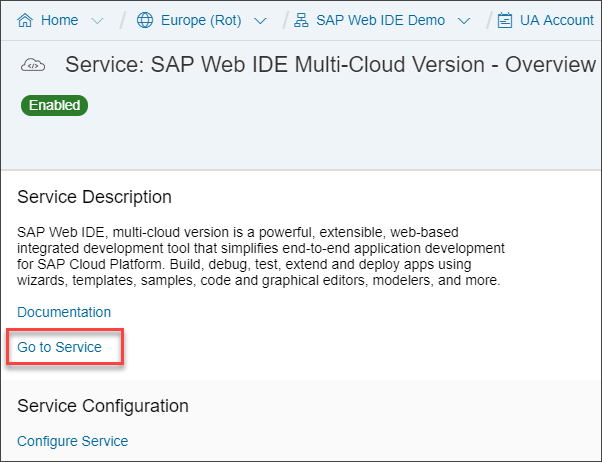 Home / Europe (Rot) / SAP Web IDE Demo / UA Account
Service: SAP Web IDE Multi-Cloud Version - Overview
Enabled
Service Description
SAP Web IDE, multi-cloud version is a powerful, extensible, web-based
integrated development tool that simplifies end-to-end application development
for SAP Cloud Platform. Build, debug, test, extend and deploy apps using
wizards, templates, samples, code and graphical editors, modelers, and more.
Documentation
Go to Service
Service Configuration
Configure Service